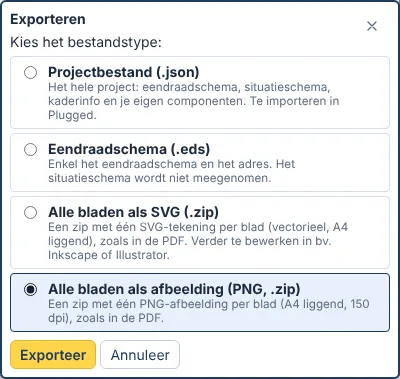 Exporteren
Kies het bestandstype:
Projectbestand (.json)
Het hele project: eendraadschema, situatieschema,
kaderinfo en je eigen componenten. Te importeren in
Plugged.
Eendraadschema (.eds)
Enkel het eendraadschema en het adres. Het
situatieschema wordt niet meegenomen.
Alle bladen als SVG (.zip)
Een zip met één SVG-tekening per blad (vectorieel, A4
liggend), zoals in de PDF. Verder te bewerken in bv.
Inkscape of Illustrator.
Alle bladen als afbeelding (PNG, .zip)
Een zip met één PNG-afbeelding per blad (A4 liggend, 150
dpi), zoals in de PDF.
Exporteer Annuleer